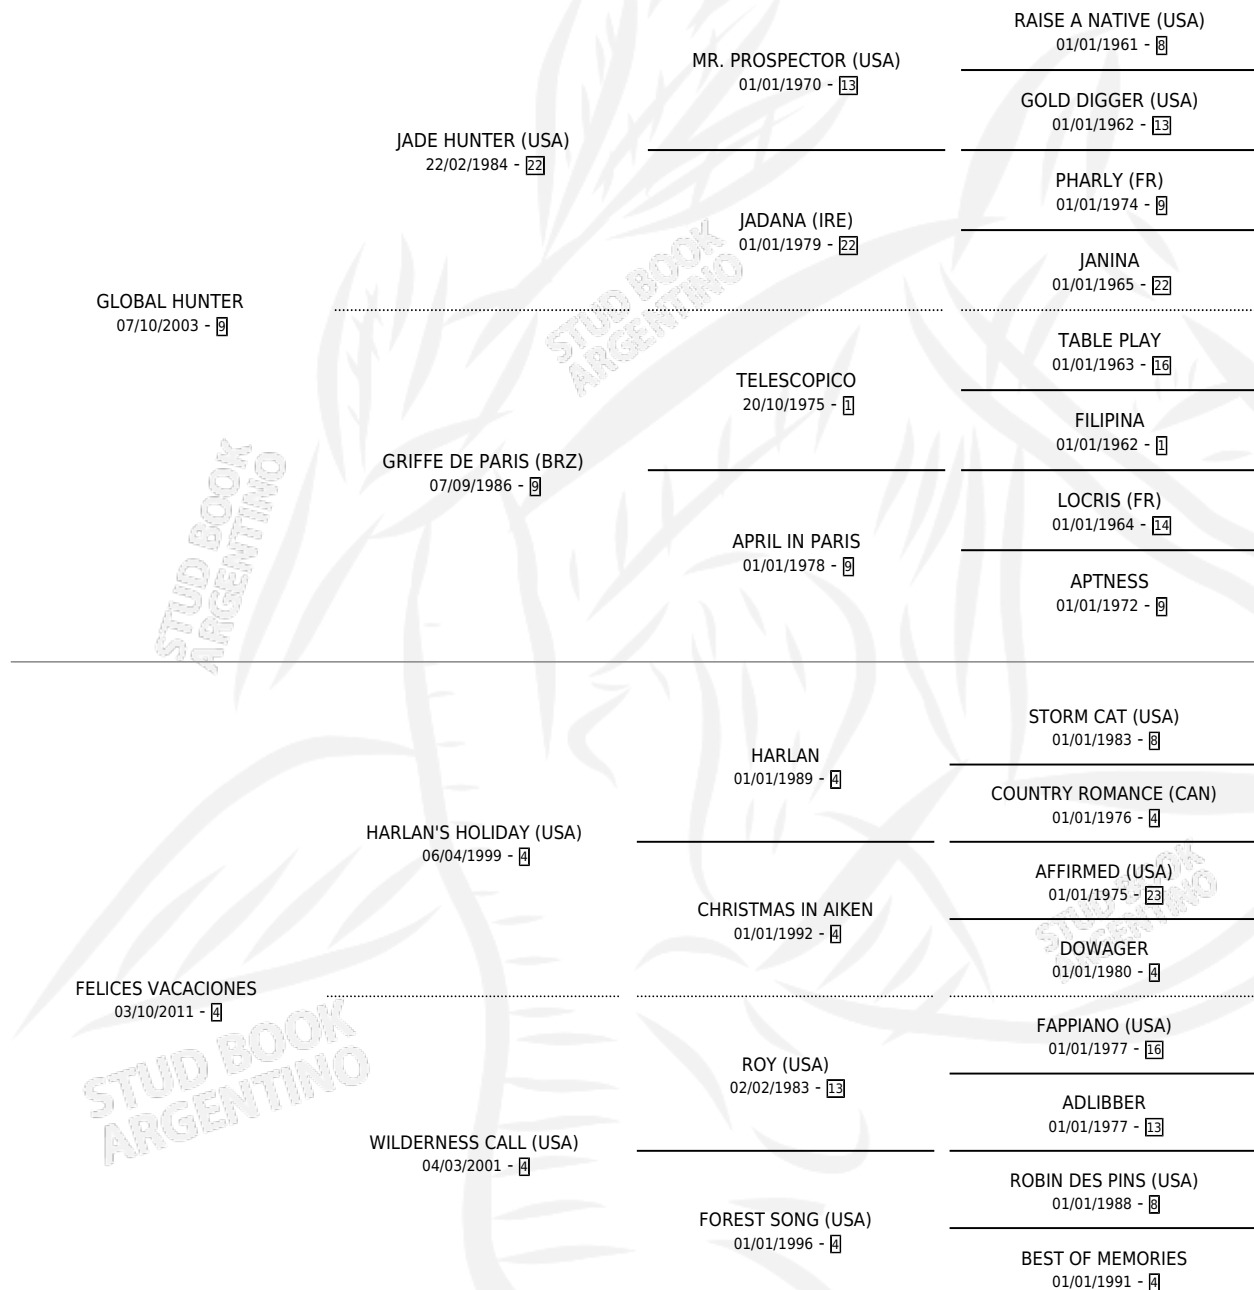 RAISE A NATIVE (USA)
01/01/1961 - 8
MR. PROSPECTOR (USA)
01/01/1970 - 13
GOLD DIGGER (USA)
01/01/1962 - 13
JADE HUNTER (USA)
22/02/1984 - 22
PHARLY (FR)
01/01/1974 - 9
JADANA (IRE)
01/01/1979 - 22
JANINA
01/01/1965 - 22
GLOBAL HUNTER
07/10/2003 - 9
TABLE PLAY
01/01/1963 - 16
TELESCOPICO
20/10/1975 - 1
FILIPINA
01/01/1962 - 1
GRIFFE DE PARIS (BRZ)
07/09/1986 - 9
LOCRIS (FR)
01/01/1964 - 14
APRIL IN PARIS
01/01/1978 - 9
APTNESS
01/01/1972 - 9
STORM CAT (USA)
01/01/1983 - 8
HARLAN
01/01/1989 - 4
COUNTRY ROMANCE (CAN)
01/01/1976 - 4
HARLAN'S HOLIDAY (USA)
06/04/1999 - 4
AFFIRMED (USA)
01/01/1975 - 23
CHRISTMAS IN AIKEN
01/01/1992 - 4
DOWAGER
01/01/1980 - 4
FELICES VACACIONES
03/10/2011 - 4
FAPPIANO (USA)
01/01/1977 - 16
ROY (USA)
02/02/1983 - 13
ADLIBBER
01/01/1977 - 13
WILDERNESS CALL (USA)
04/03/2001 - 4
ROBIN DES PINS (USA)
01/01/1988 - 8
FOREST SONG (USA)
01/01/1996 - 4
BEST OF MEMORIES
01/01/1991 - 4
STUD BOOK
ARGENTINO
STUD BOOK
ARGENTINO
STUD BOOK
ARGENTINO
STUD BOOK
ARGENTINO